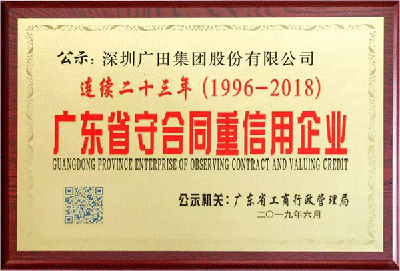 公示：深圳广田集团股份有限公司
连续二十三年（1996-2018）
广东省守合同重信用企业
GUANGDONG PROVINCE ENTERPRISE OF OBSERVING CONTRACT AND VALUING CREDIT
公示机关：广东省工商行政管理局
二〇一九年六月